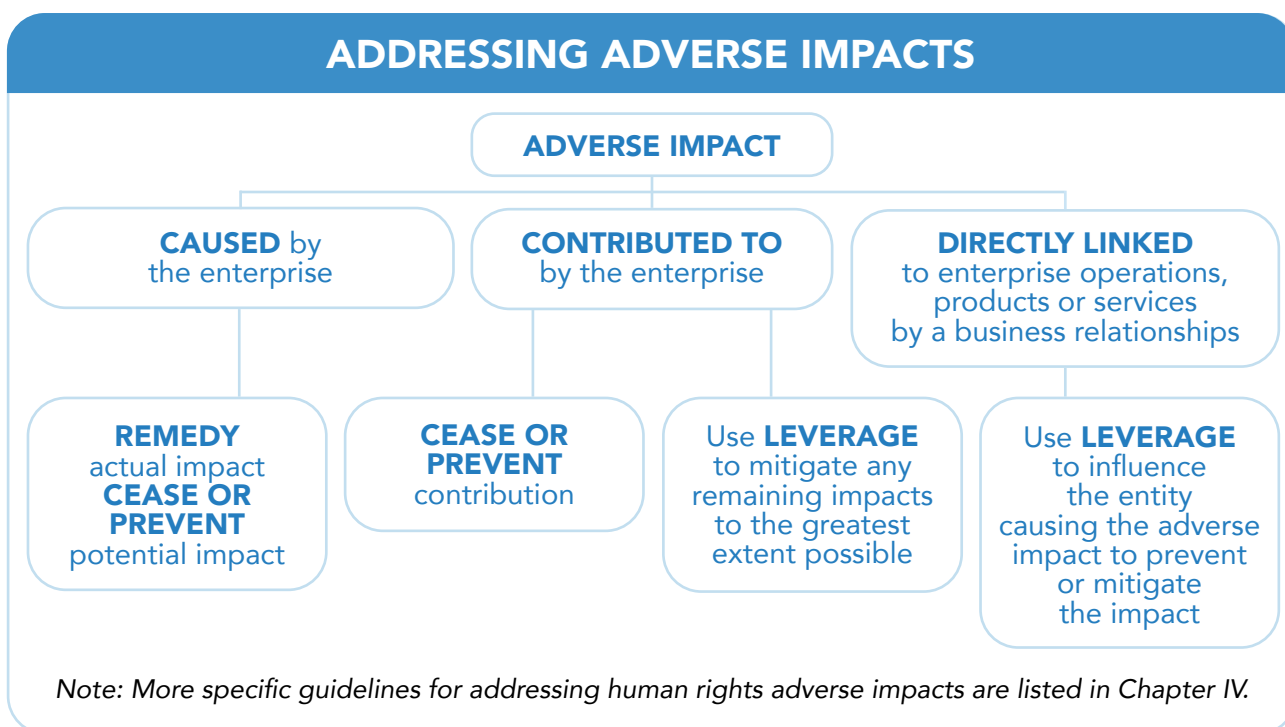 ADDRESSING ADVERSE IMPACTS
ADVERSE IMPACT
CAUSED by
the enterprise
CONTRIBUTED TO
by the enterprise
DIRECTLY LINKED
to enterprise operations,
products or services
by a business relationships
REMEDY
actual impact
CEASE OR
PREVENT
potential impact
CEASE OR
PREVENT
contribution
Use LEVERAGE
to mitigate any
remaining impacts
to the greatest
extent possible
Use LEVERAGE
to influence
the entity
causing the adverse
impact to prevent
or mitigate
the impact
Note: More specific guidelines for addressing human rights adverse impacts are listed in Chapter IV.